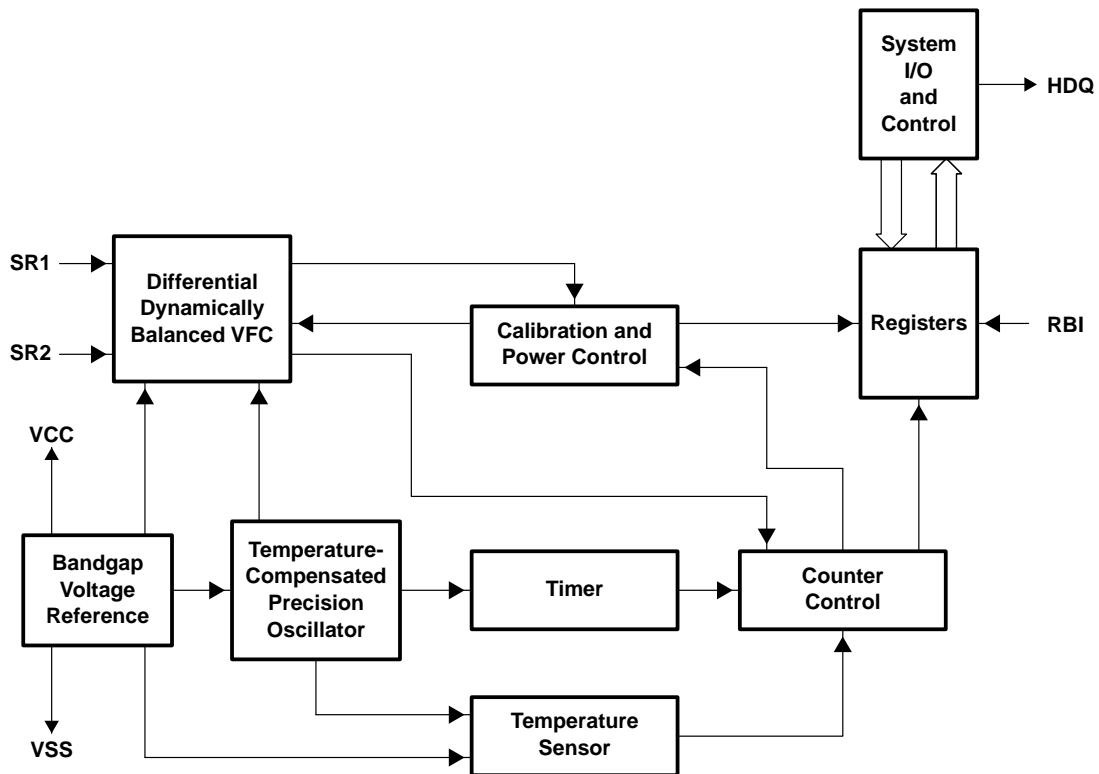 System
I/O
and
Control
HDQ
SR1
Differential
Dynamically
Balanced VFC
SR2
Calibration and
Power Control
Registers
RBI
VCC
Bandgap
Voltage
Reference
Temperature-
Compensated
Precision
Oscillator
Timer
Counter
Control
VSS
Temperature
Sensor